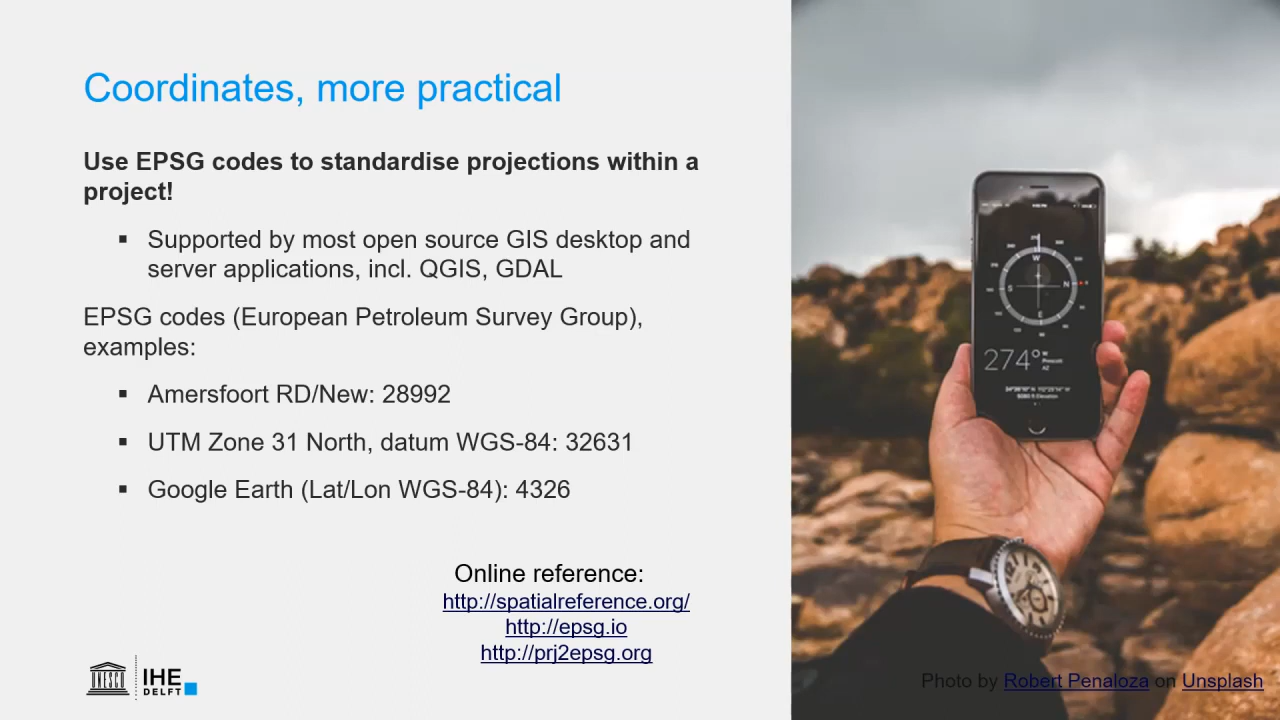 Coordinates, more practical
Use EPSG codes to standardise projections within a
project!
▪ Supported by most open source GIS desktop and
server applications, incl. QGIS, GDAL
EPSG codes (European Petroleum Survey Group),
examples:
▪ Amersfoort RD/New: 28992
▪ UTM Zone 31 North, datum WGS-84: 32631
▪ Google Earth (Lat/Lon WGS-84): 4326
Online reference:
http://spatialreference.org/
http://epsg.io
http://prj2epsg.org
UNESCO
IHE
DELFT
W
S
N
E
274°
Photo by Robert Penaloza on Unsplash